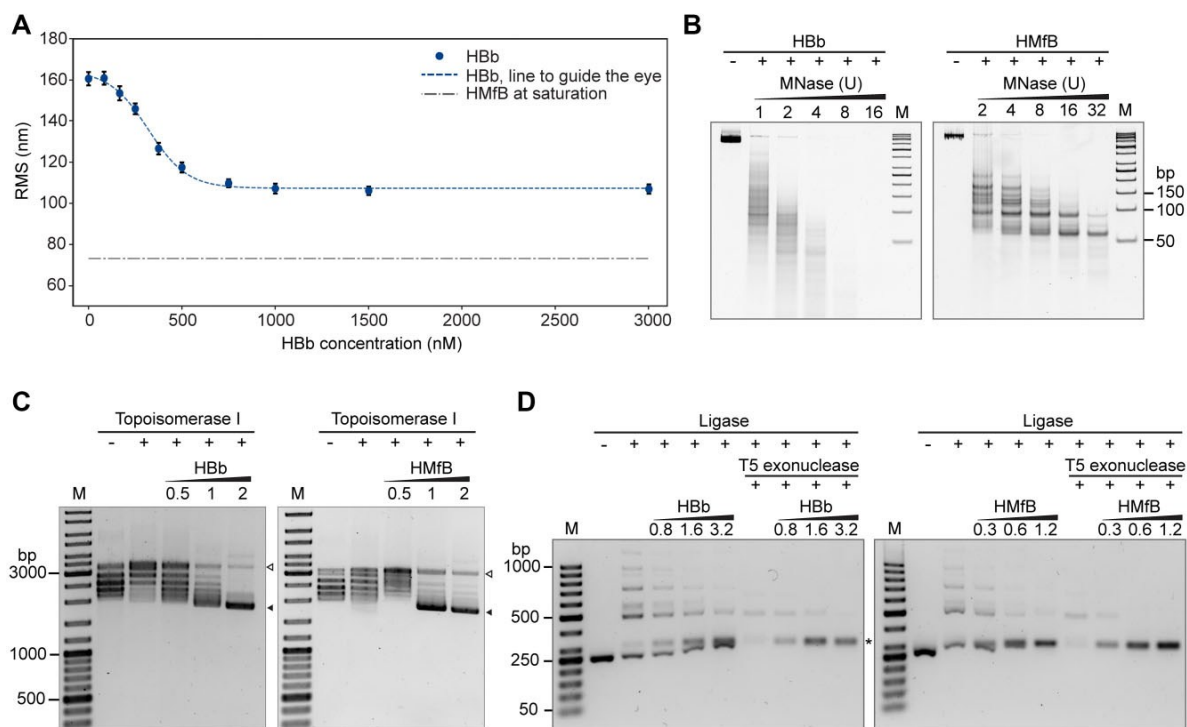 A
180
160
140
120
100
80
60
RMS (nm)
HBb
HBb, line to guide the eye
HMfB at saturation
0 500 1000 1500 2000 2500 3000
HBb concentration (nM)
B
HBb HMfB
- + + + + + - + + + + +
MNase (U) MNase (U)
1 2 4 8 16 M 2 4 8 16 32 M
bp
150
100
50
C
Topoisomerase I Topoisomerase I
- + + + + - + + + +
HBb HMfB
M 0.5 1 2 0.5 1 2
bp
3000
1000
500
D
Ligase Ligase
- + + + + + + + + - + + + + + + + +
T5 exonuclease T5 exonuclease
+ + + + + + + +
HBb HBb HMfB HMfB
M 0.8 1.6 3.2 0.8 1.6 3.2 M 0.3 0.6 1.2 0.3 0.6 1.2
bp
1000
500
250
*
50